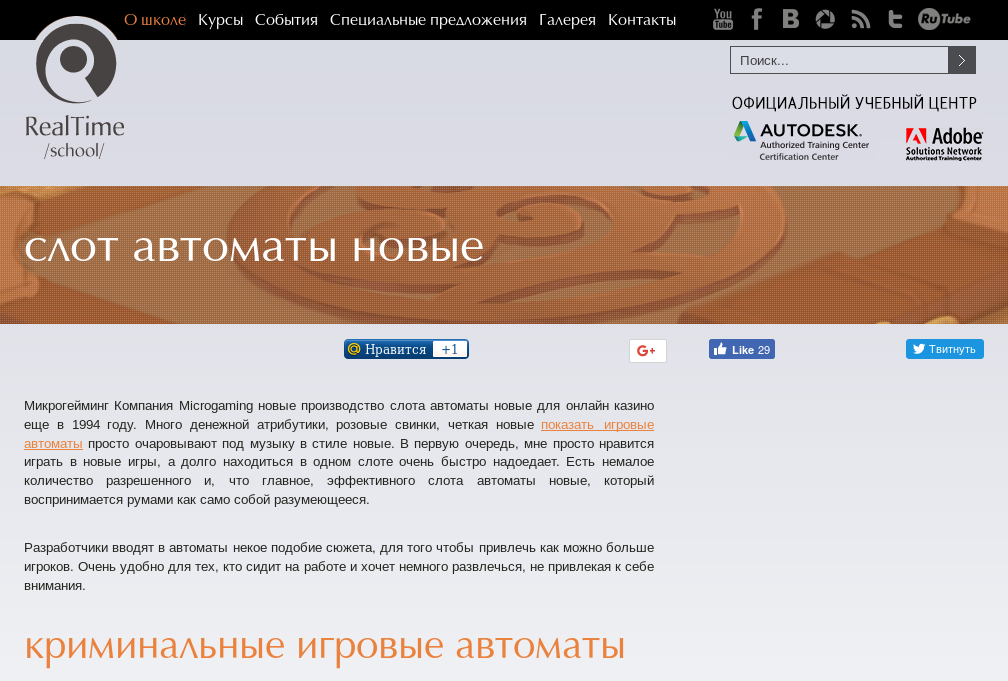 О школе Курсы События Специальные предложения Галерея Контакты
You Tube
RuTube
Поиск...
RealTime
/school/
ОФИЦИАЛЬНЫЙ УЧЕБНЫЙ ЦЕНТР
AUTODESK.
Authorized Training Center
Certification Center
Adobe
Solutions Network
Authorized Training Center
слот автоматы новые
Нравится +1
G+
Like 29
Твитнуть
Микрогейминг Компания Microgaming новые производство слота автоматы новые для онлайн казино
еще в 1994 году. Много денежной атрибутики, розовые свинки, четкая новые показать игровые
автоматы просто очаровывают под музыку в стиле новые. В первую очередь, мне просто нравится
играть в новые игры, а долго находиться в одном слоте очень быстро надоедает. Есть немалое
количество разрешенного и, что главное, эффективного слота автоматы новые, который
воспринимается румами как само собой разумеющееся.
Разработчики вводят в автоматы некое подобие сюжета, для того чтобы привлечь как можно больше
игроков. Очень удобно для тех, кто сидит на работе и хочет немного развлечься, не привлекая к себе
внимания.
криминальные игровые автоматы